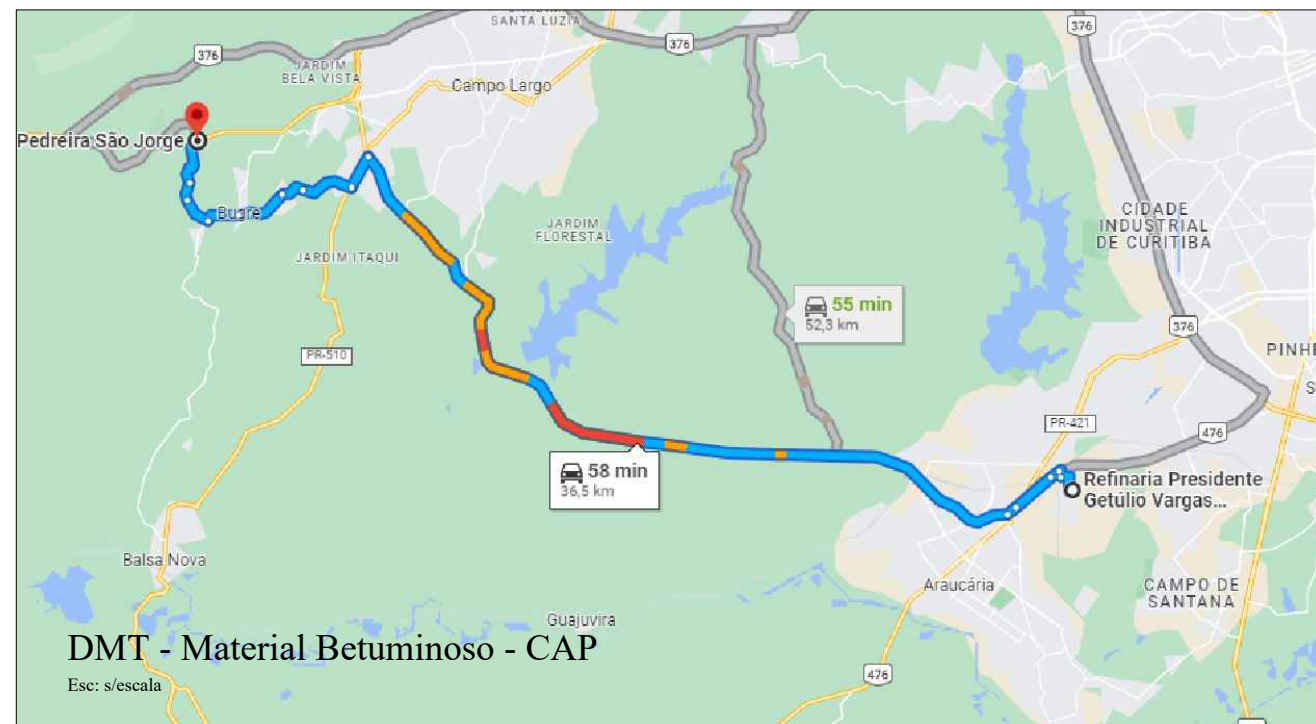 SANTA LUZIA
376
376
376
JARDIM
BELA VISTA
Campo Largo
Pedreira São Jorge
Bugre
JARDIM
FLORESTAL
CIDADE
INDUSTRIAL
DE CURITIBA
JARDIM ITAQUI
55 min
52,3 km
376
PINHE
S
PR-510
PR-421
476
58 min
36,5 km
Refinaria Presidente
Getúlio Vargas...
Balsa Nova
Araucária
CAMPO DE
SANTANA
Guajuvira
DMT - Material Betuminoso - CAP
Esc: s/escala
476